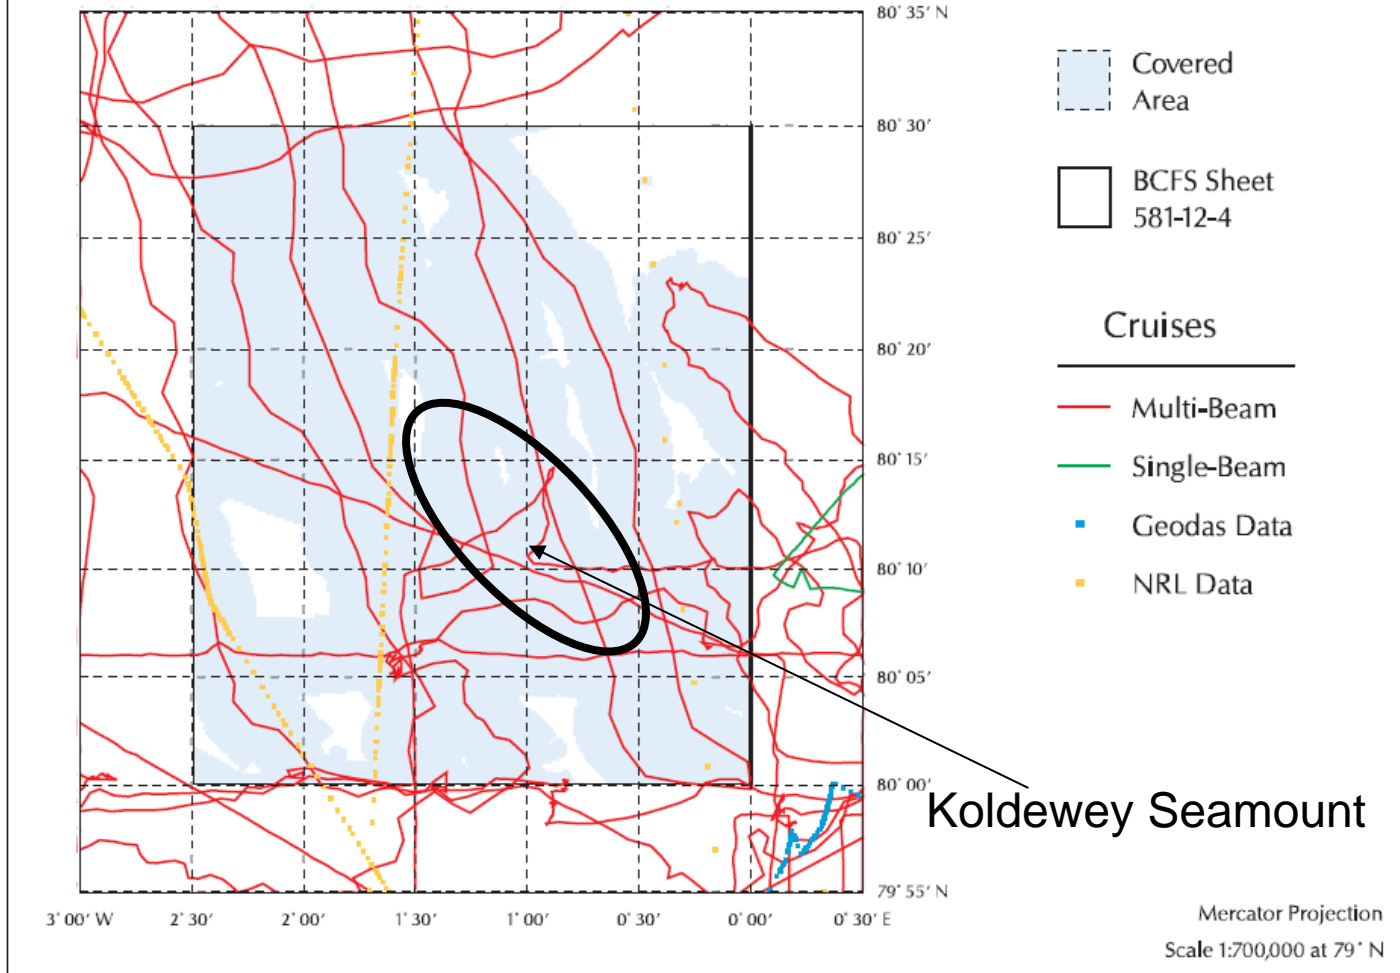 80° 35' N
80° 30'
80° 25'
80° 20'
80° 15'
80° 10'
80° 05'
80° 00'
79° 55' N
3° 00' W
2° 30'
2° 00'
1° 30'
1° 00'
0° 30'
0° 00'
0° 30' E
Covered
Area
BCFS Sheet
581-12-4
Cruises
Multi-Beam
Single-Beam
Geodas Data
NRL Data
Koldewey Seamount
Mercator Projection
Scale 1:700,000 at 79° N